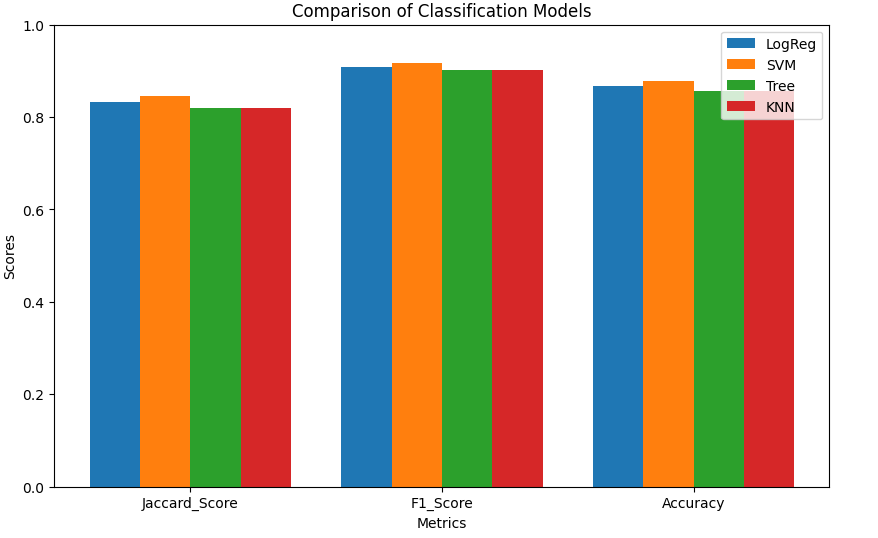 Comparison of Classification Models
1.0
0.8
0.6
0.4
0.2
0.0
Scores
LogReg
SVM
Tree
KNN
Jaccard_Score
F1_Score
Accuracy
Metrics